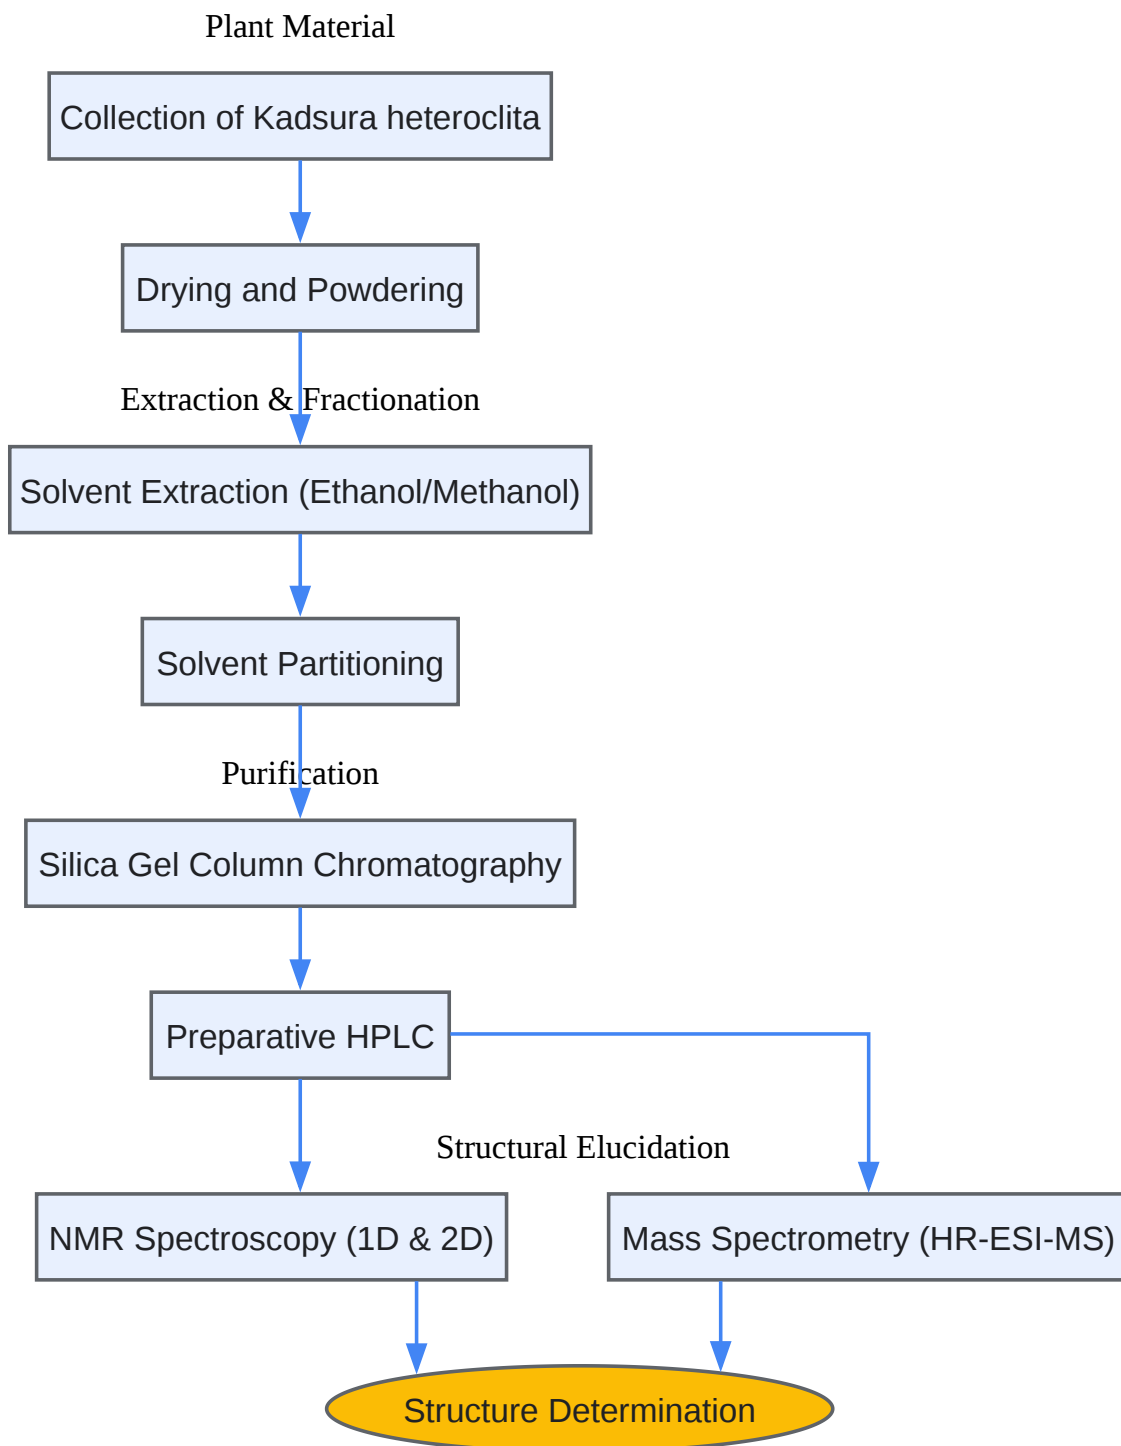 Plant Material
Collection of Kadsura heteroclita
Drying and Powdering
Extraction & Fractionation
Solvent Extraction (Ethanol/Methanol)
Solvent Partitioning
Purification
Silica Gel Column Chromatography
Preparative HPLC
Structural Elucidation
NMR Spectroscopy (1D & 2D)
Mass Spectrometry (HR-ESI-MS)
Structure Determination